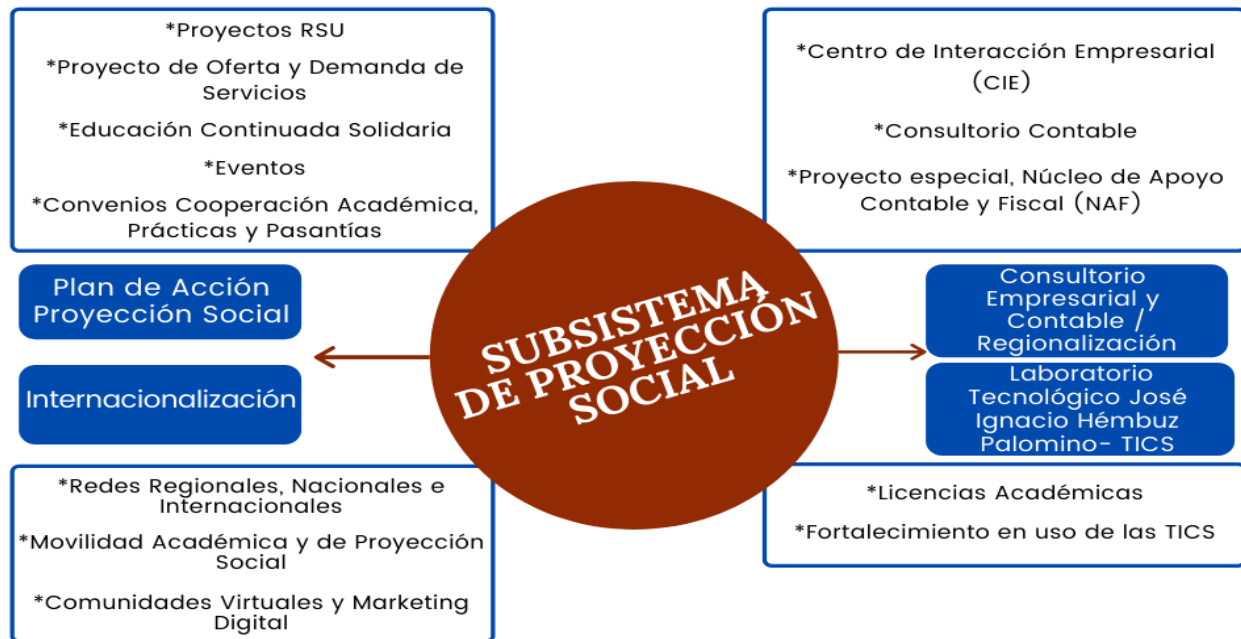 *Proyectos RSU
*Proyecto de Oferta y Demanda de
Servicios
*Educación Continuada Solidaria
*Eventos
*Convenios Cooperación Académica,
Prácticas y Pasantías
Plan de Acción
Proyección Social
Internacionalización
*Redes Regionales, Nacionales e
Internacionales
*Movilidad Académica y de Proyección
Social
*Comunidades Virtuales y Marketing
Digital
SUBSISTEMA
DE PROYECCIÓN
SOCIAL
*Centro de Interacción Empresarial
(CIE)
*Consultorio Contable
*Proyecto especial, Núcleo de Apoyo
Contable y Fiscal (NAF)
Consultorio
Empresarial y
Contable /
Regionalización
Laboratorio
Tecnológico José
Ignacio Hémbuz
Palomino- TICS
*Licencias Académicas
*Fortalecimiento en uso de las TICS